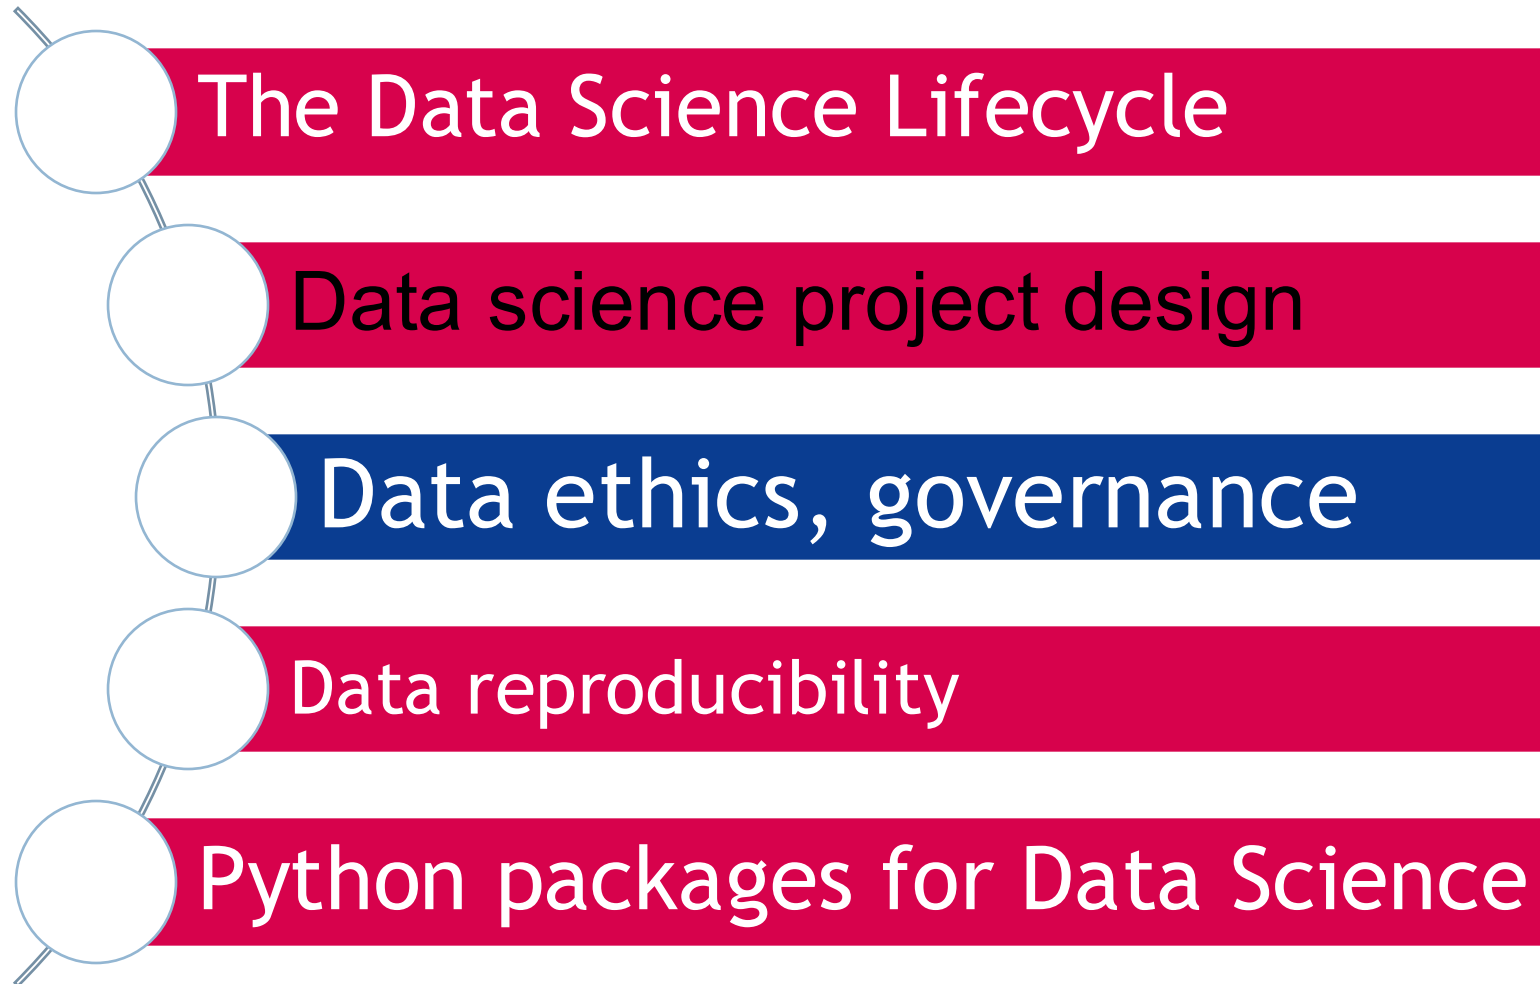 The Data Science Lifecycle
Data science project design
Data ethics, governance
Data reproducibility
Python packages for Data Science